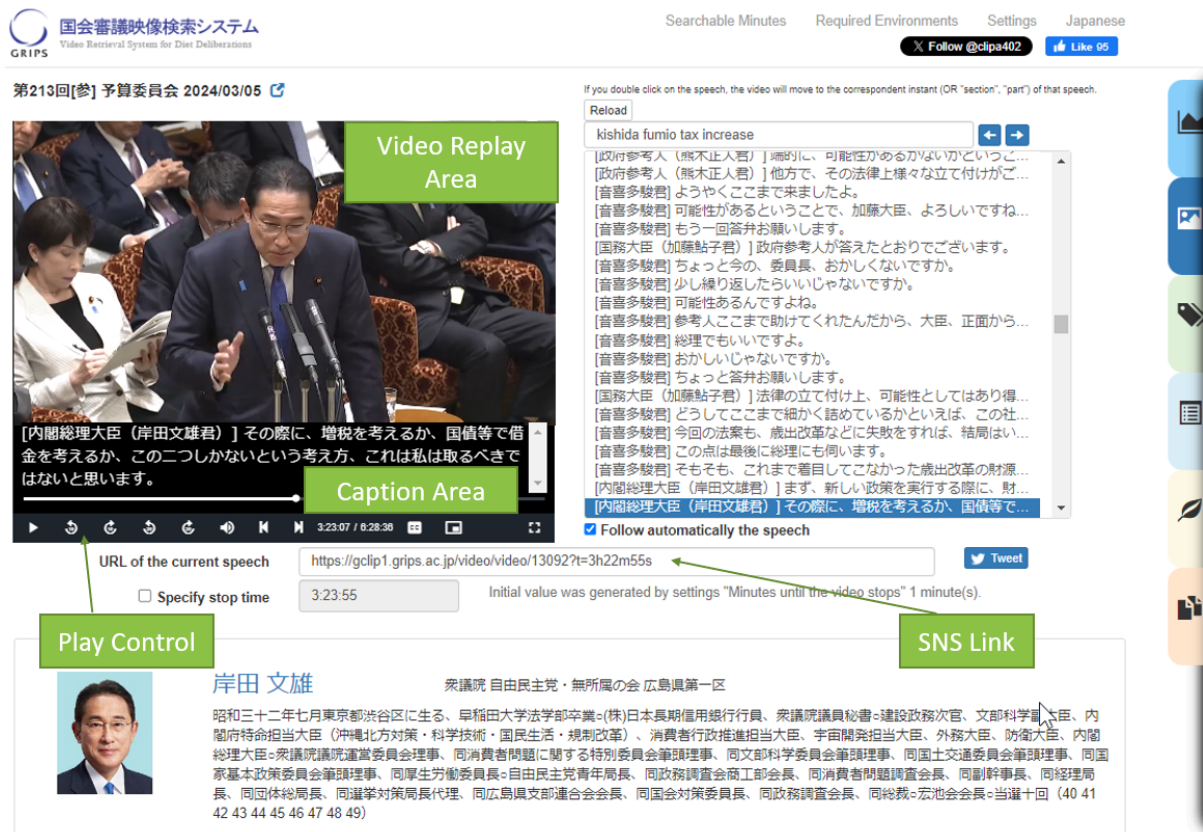 国会審議映像検索システム
Video Retrieval System for Diet Deliberations
GRIPS
Searchable Minutes Required Environments Settings Japanese
Follow @clipa402 Like 95
第213回[参] 予算委員会 2024/03/05
If you double click on the speech, the video will move to the correspondent instant (OR "section", "part") of that speech.
Reload
kishida fumio tax increase
Video Replay
Area
[政府参考人（熊木正人君）] 端的に、可能性があるかないかというご...
[政府参考人（熊木正人君）] 他方で、その法律上様々な立て付けがご...
[音喜多駿君] ようやくここまで来ましたよ。
[音喜多駿君] 可能性があるということで、加藤大臣、よろしいですね...
[音喜多駿君] もう一回答弁お願いします。
[国務大臣（加藤鮎子君）] 政府参考人が答えたとおりでございます。
[音喜多駿君] ちょっと今の、委員長、おかしくないですか。
[音喜多駿君] 少し繰り返したらいいじゃないですか。
[音喜多駿君] 可能性あるんですよね。
[音喜多駿君] 参考人ここまで助けてくれたんだから、大臣、正面から...
[音喜多駿君] 総理でもいいですよ。
[音喜多駿君] おかしいじゃないですか。
[音喜多駿君] ちょっと答弁お願いします。
[国務大臣（加藤鮎子君）] 法律の立て付け上、可能性としてはあり得...
[音喜多駿君] どうしてここまで細かく詰めているかといえば、この社...
[音喜多駿君] 今回の法案も、歳出改革などに失敗をすれば、結局はい...
[音喜多駿君] この点は最後に総理にも伺います。
[音喜多駿君] そもそも、これまで着目してこなかった歳出改革の財源...
[内閣総理大臣（岸田文雄君）] まず、新しい政策を実行する際に、財...
[内閣総理大臣（岸田文雄君）] その際に、増税を考えるか、国債等で...
[内閣総理大臣（岸田文雄君）] その際に、増税を考えるか、国債等で借
金を考えるか、この二つしかないという考え方、これは私は取るべきで
はないと思います。
Caption Area
3:23:07 / 6:28:36
Follow automatically the speech
URL of the current speech https://gclip1.grips.ac.jp/video/video/13092?t=3h22m55s Tweet
Specify stop time 3:23:55 Initial value was generated by settings "Minutes until the video stops" 1 minute(s).
Play Control
SNS Link
岸田 文雄 衆議院 自由民主党・無所属の会 広島県第一区
昭和三十二年七月東京都渋谷区に生る、早稲田大学法学部卒業○(株)日本長期信用銀行行員、衆議院議員秘書○建設政務次官、文部科学副大臣、内
閣府特命担当大臣（沖縄北方対策・科学技術・国民生活・規制改革）、消費者行政推進担当大臣、宇宙開発担当大臣、外務大臣、防衛大臣、内閣
総理大臣○衆議院議院運営委員会理事、同消費者問題に関する特別委員会筆頭理事、同文部科学委員会筆頭理事、同国土交通委員会筆頭理事、同国
家基本政策委員会筆頭理事、同厚生労働委員長○自由民主党青年局長、同政務調査会商工部会長、同消費者問題調査会長、同副幹事長、同経理局
長、同団体総局長、同選挙対策局長代理、同広島県支部連合会会長、同国会対策委員長、同政務調査会長、同総裁○宏池会会長○当選十回（40 41
42 43 44 45 46 47 48 49）